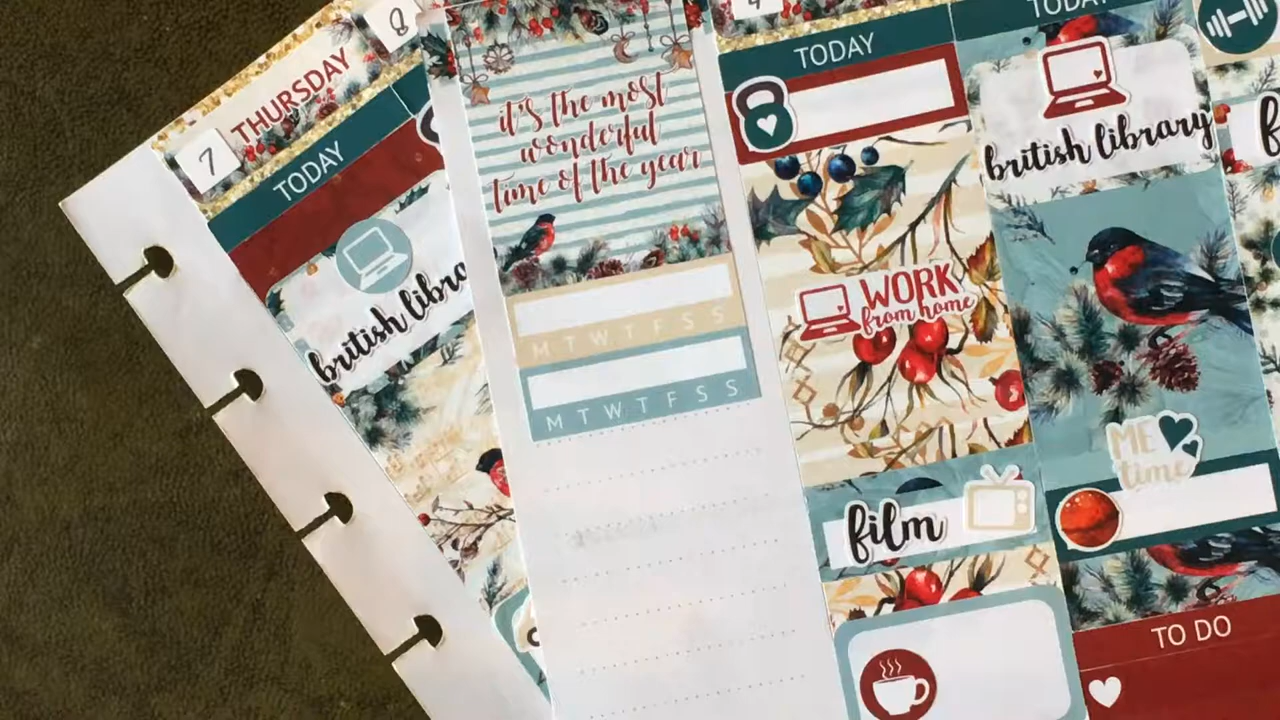 THURSDAY
7
8
TODAY
british libra
it's the most
wonderful
time of the year
M T W T F S S
M T W T F S S
4
TODAY
WORK
from home
film
TODAY
british library
ME
time
TO DO